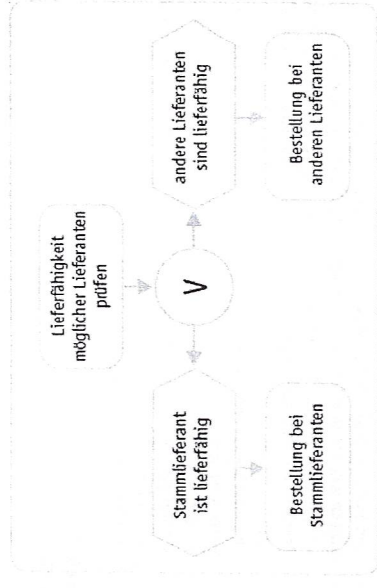 Lieferfähigkeit
möglicher Lieferanten
prüfen
V
Stammlieferant
ist lieferfähig
andere Lieferanten
sind lieferfähig
Bestellung bei
Stammlieferanten
Bestellung bei
anderen Lieferanten